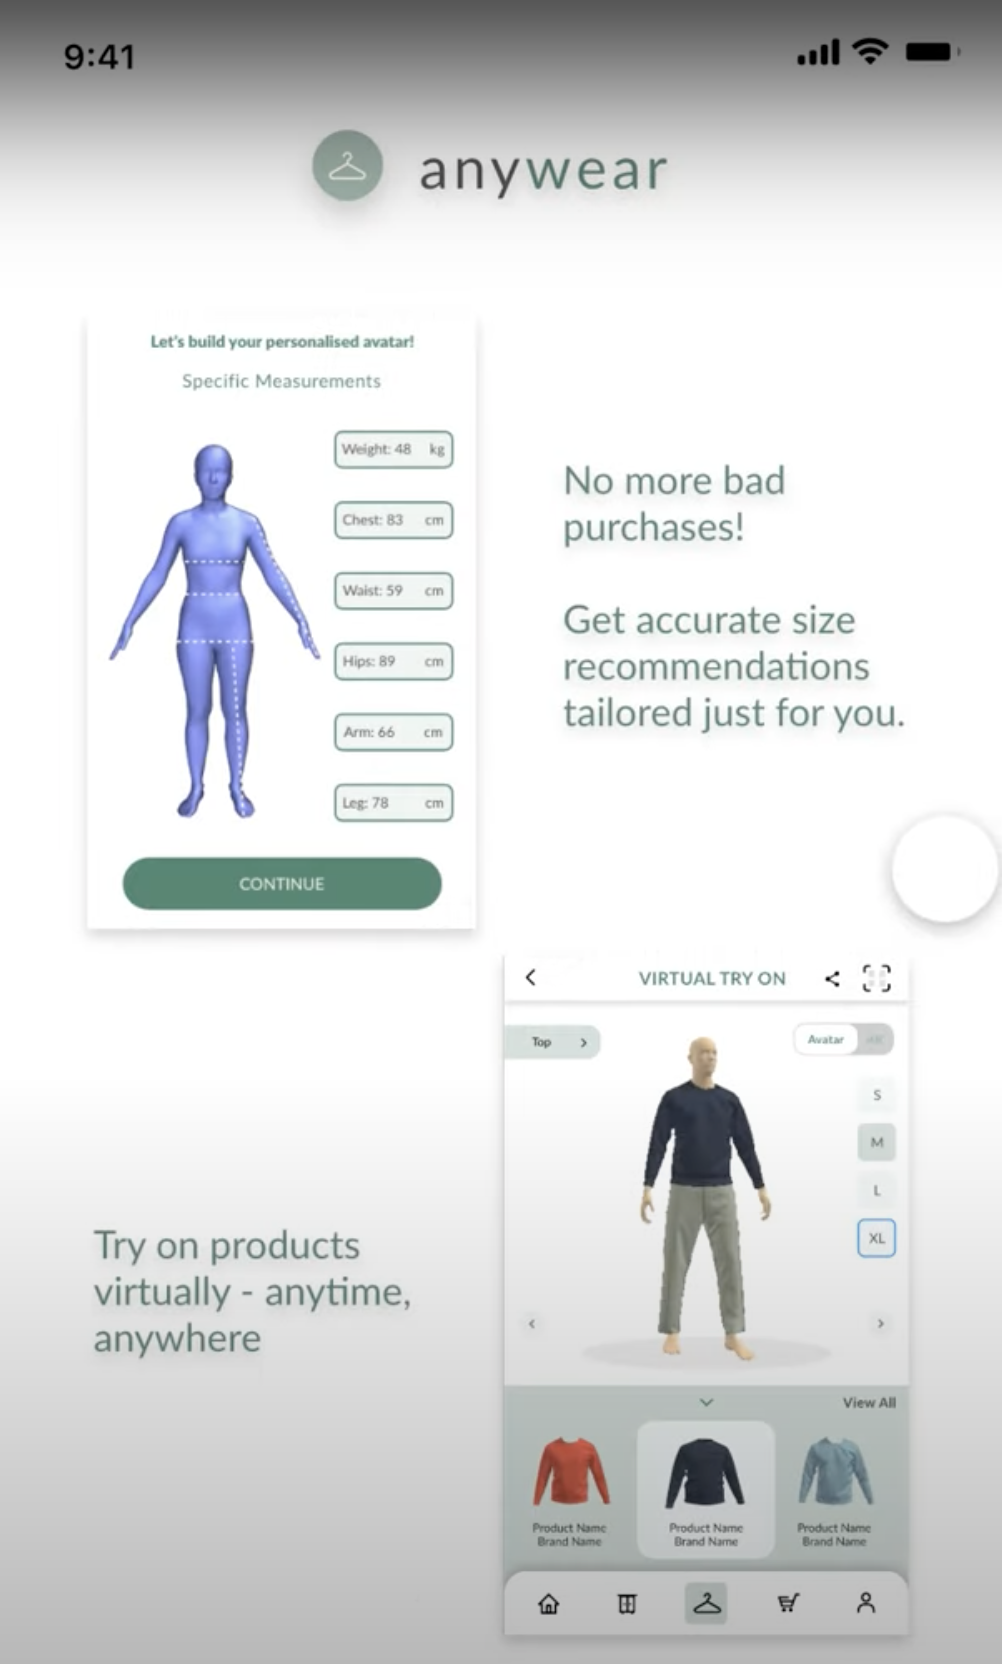 9:41
anywear
Let's build your personalised avatar!
Specific Measurements
Weight: 48 kg
Chest: 83 cm
Waist: 59 cm
Hips: 89 cm
Arm: 66 cm
Leg: 78 cm
CONTINUE
No more bad
purchases!
Get accurate size
recommendations
tailored just for you.
Try on products
virtually - anytime,
anywhere
VIRTUAL TRY ON
Top
Avatar
S
M
L
XL
View All
Product Name
Brand Name
Product Name
Brand Name
Product Name
Brand Name